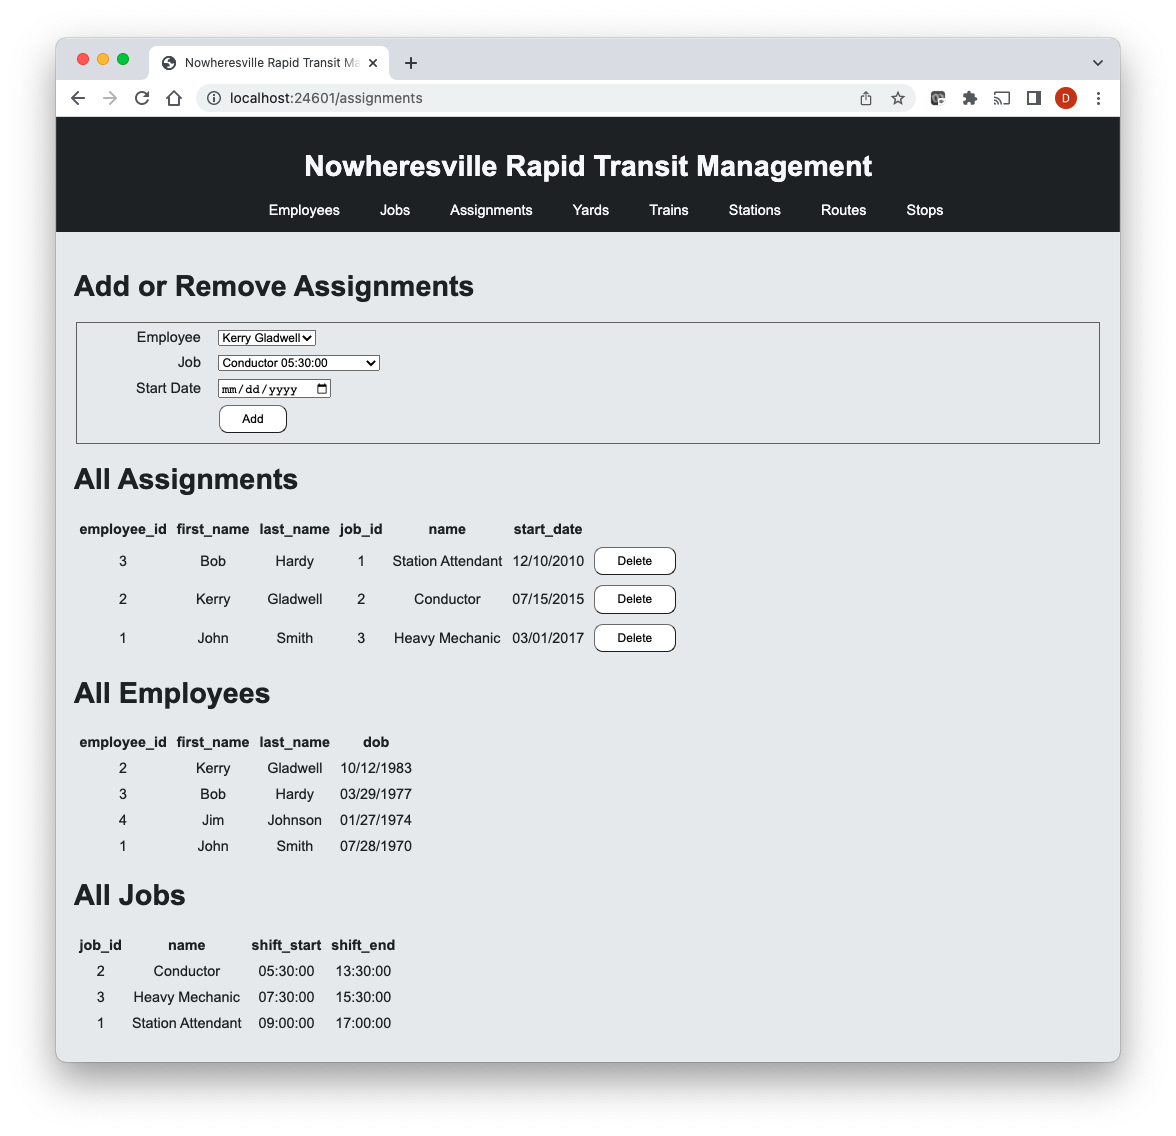 Nowheresville Rapid Transit Ma
localhost:24601/assignments
D
Nowheresville Rapid Transit Management
Employees Jobs Assignments Yards Trains Stations Routes Stops
Add or Remove Assignments
Employee Kerry Gladwell
Job Conductor 05:30:00
Start Date mm/dd/yyyy
Add
All Assignments
employee_id first_name last_name job_id name start_date
3 Bob Hardy 1 Station Attendant 12/10/2010 Delete
2 Kerry Gladwell 2 Conductor 07/15/2015 Delete
1 John Smith 3 Heavy Mechanic 03/01/2017 Delete
All Employees
employee_id first_name last_name dob
2 Kerry Gladwell 10/12/1983
3 Bob Hardy 03/29/1977
4 Jim Johnson 01/27/1974
1 John Smith 07/28/1970
All Jobs
job_id name shift_start shift_end
2 Conductor 05:30:00 13:30:00
3 Heavy Mechanic 07:30:00 15:30:00
1 Station Attendant 09:00:00 17:00:00